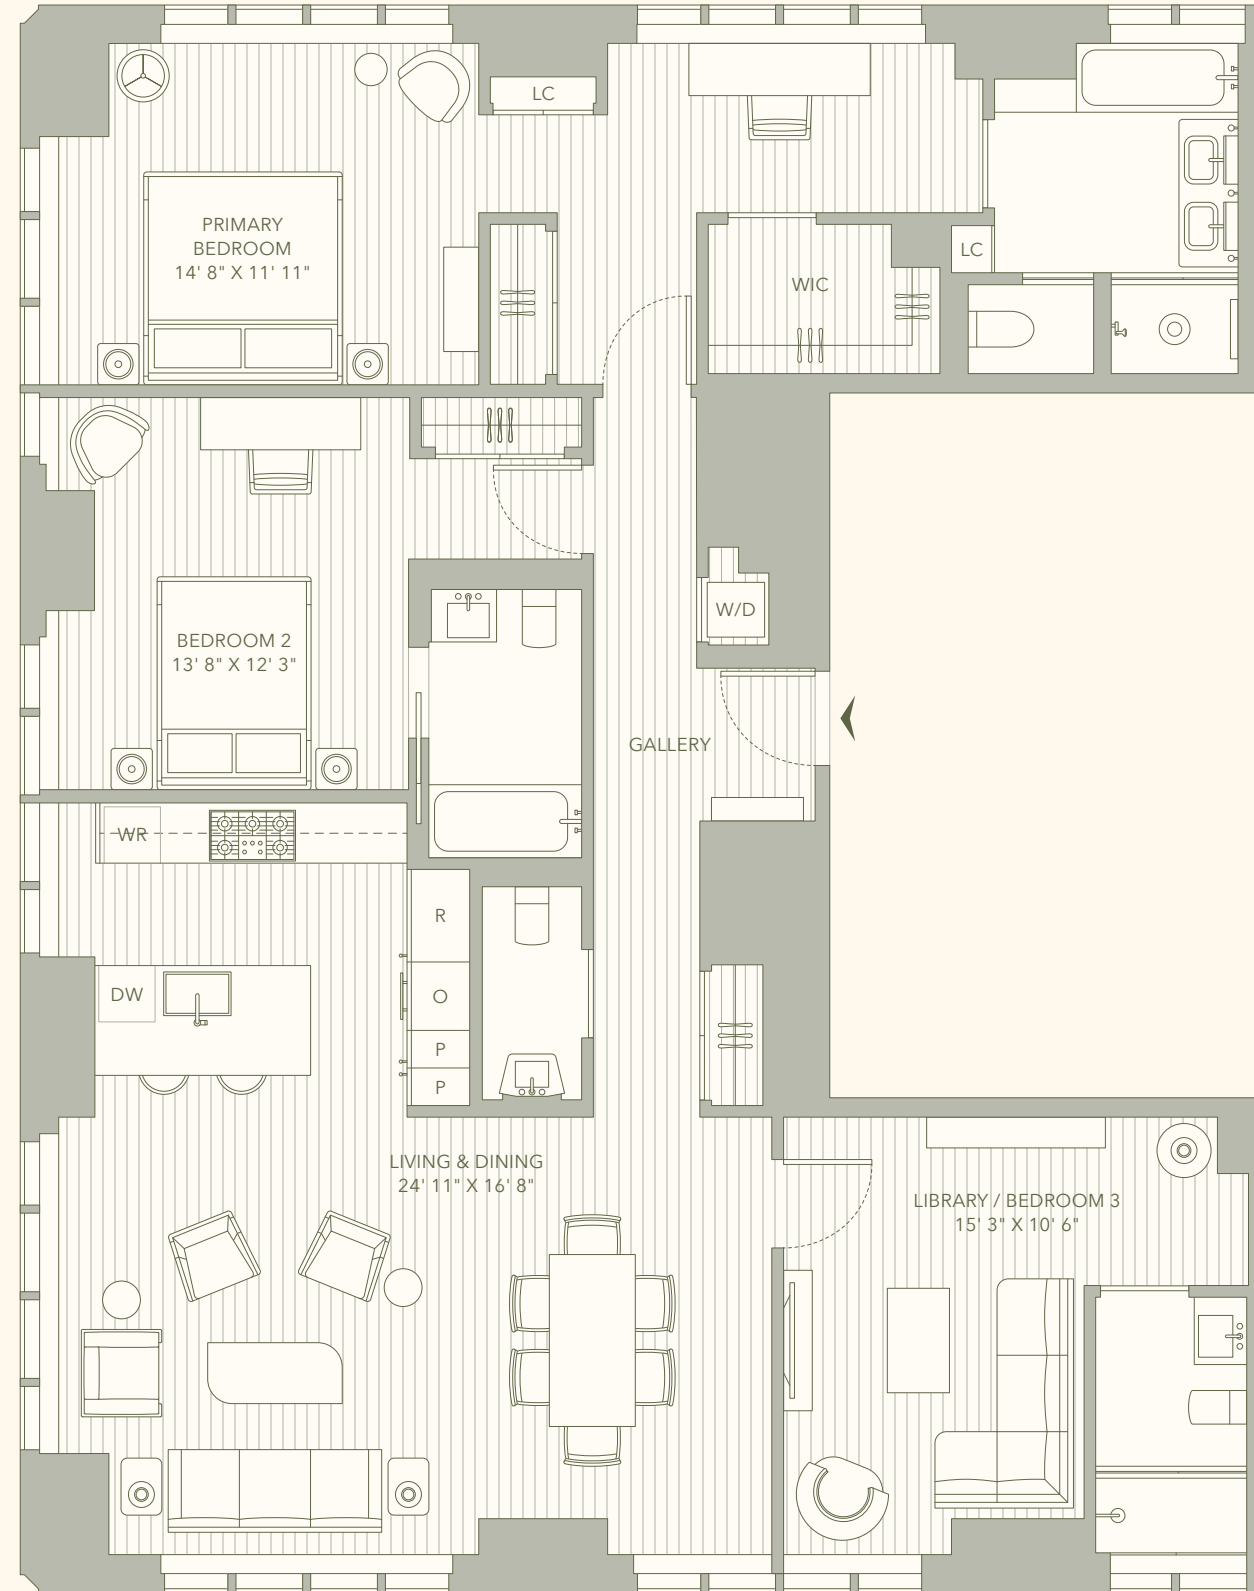 LC
PRIMARY
BEDROOM
14' 8" X 11' 11"
LC
WIC
W/D
BEDROOM 2
13' 8" X 12' 3"
GALLERY
WR
R
DW
O
P
P
LIVING & DINING
24' 11" X 16' 8"
LIBRARY / BEDROOM 3
15' 3" X 10' 6"